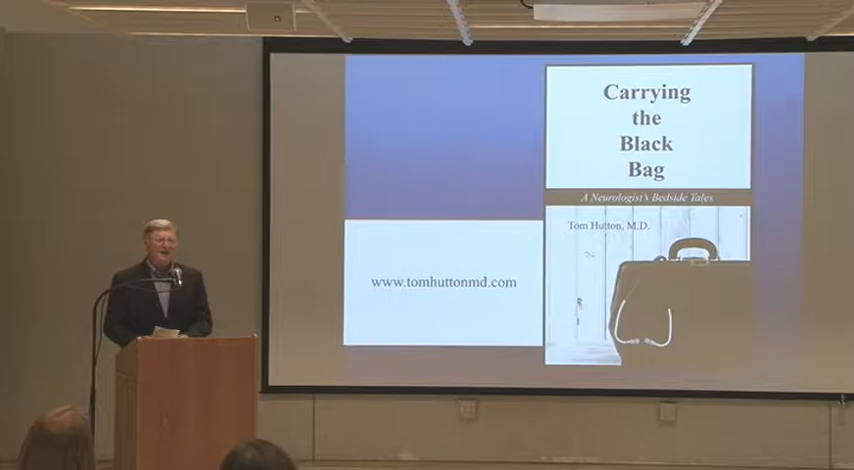 Carrying
the
Black
Bag
A Neurologist's Bedside Tales
Tom Hutton, M.D.
www.tomhuttonmd.com